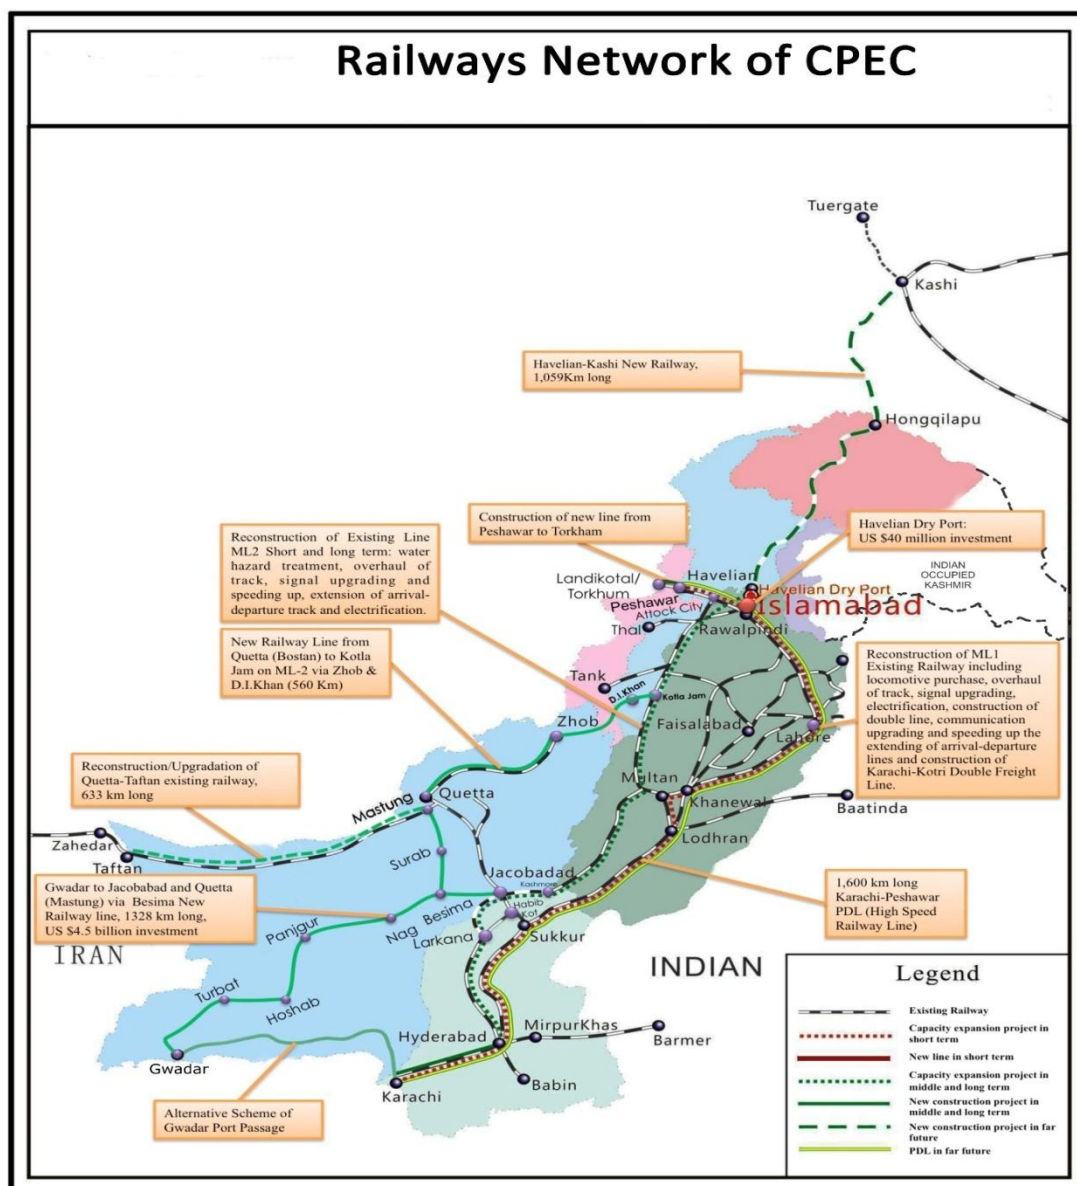 Railways Network of CPEC
Tuergate
Kashi
Havelian-Kashi New Railway,
1,059Km long
Hongqilapu
Construction of new line from
Peshawar to Torkham
Havelian Dry Port:
US $40 million investment
Reconstruction of Existing Line
ML2 Short and long term: water
hazard treatment, overhaul of
track, signal upgrading and
speeding up, extension of arrival-
departure track and electrification.
INDIAN
OCCUPIED
KASHMIR
Landikotal/
Torkhum
Havelian
Havelian Dry Port
Islamabad
Peshawar
Attock City
Thal
Rawalpindi
New Railway Line from
Quetta (Bostan) to Kotla
Jam on ML-2 via Zhob &
D.I.Khan (560 Km)
Reconstruction of ML1
Existing Railway including
locomotive purchase, overhaul
of track, signal upgrading,
electrification, construction of
double line, communication
upgrading and speeding up the
extending of arrival-departure
lines and construction of
Karachi-Kotri Double Freight
Line.
Tank
D.I.Khan
Kotla Jam
Zhob
Faisalabad
Lahore
Reconstruction/Upgradation of
Quetta-Taftan existing railway,
633 km long
Multan
Mastung
Quetta
Khanewal
Baatinda
Zahedar
Taftan
Lodhran
Surab
Jacobadad
Kashmore
Gwadar to Jacobabad and Quetta
(Mastung) via Besima New
Railway line, 1328 km long,
US $4.5 billion investment
1,600 km long
Karachi-Peshawar
PDL (High Speed
Railway Line)
Besima
Habib
Kot
Nag
Panjgur
Larkana
Sukkur
IRAN
INDIAN
Turbat
Hoshab
Hyderabad
MirpurKhas
Barmer
Gwadar
Babin
Karachi
Alternative Scheme of
Gwadar Port Passage
Legend
Existing Railway
Capacity expansion project in
short term
New line in short term
Capacity expansion project in
middle and long term
New construction project in
middle and long term
New construction project in far
future
PDL in far future